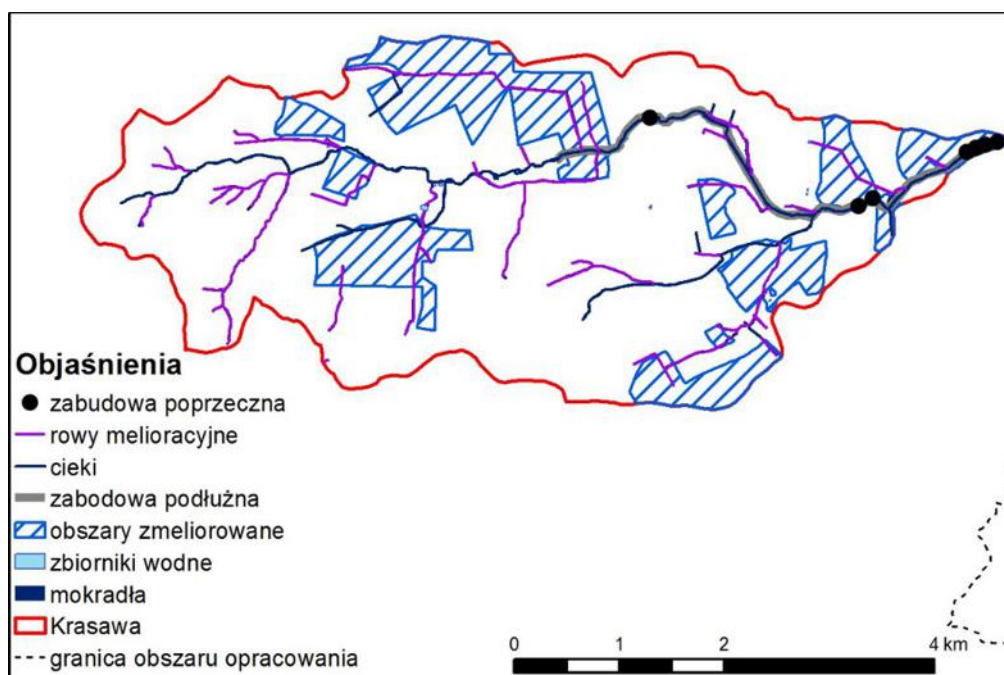 Objaśnienia
zabudowa poprzeczna
rowy melioracyjne
cieki
zabodowa podłużna
obszary zmeliorowane
zbiorniki wodne
mokradła
Krasawa
granica obszaru opracowania
0 1 2 4 km